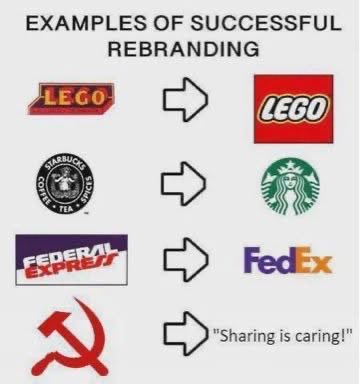 EXAMPLES OF SUCCESSFUL
REBRANDING
LEGO
LEGO
STARBUCKS
COFFEE • TEA • SPICES
FEDERAL
EXPRESS
FedEx
"Sharing is caring!"